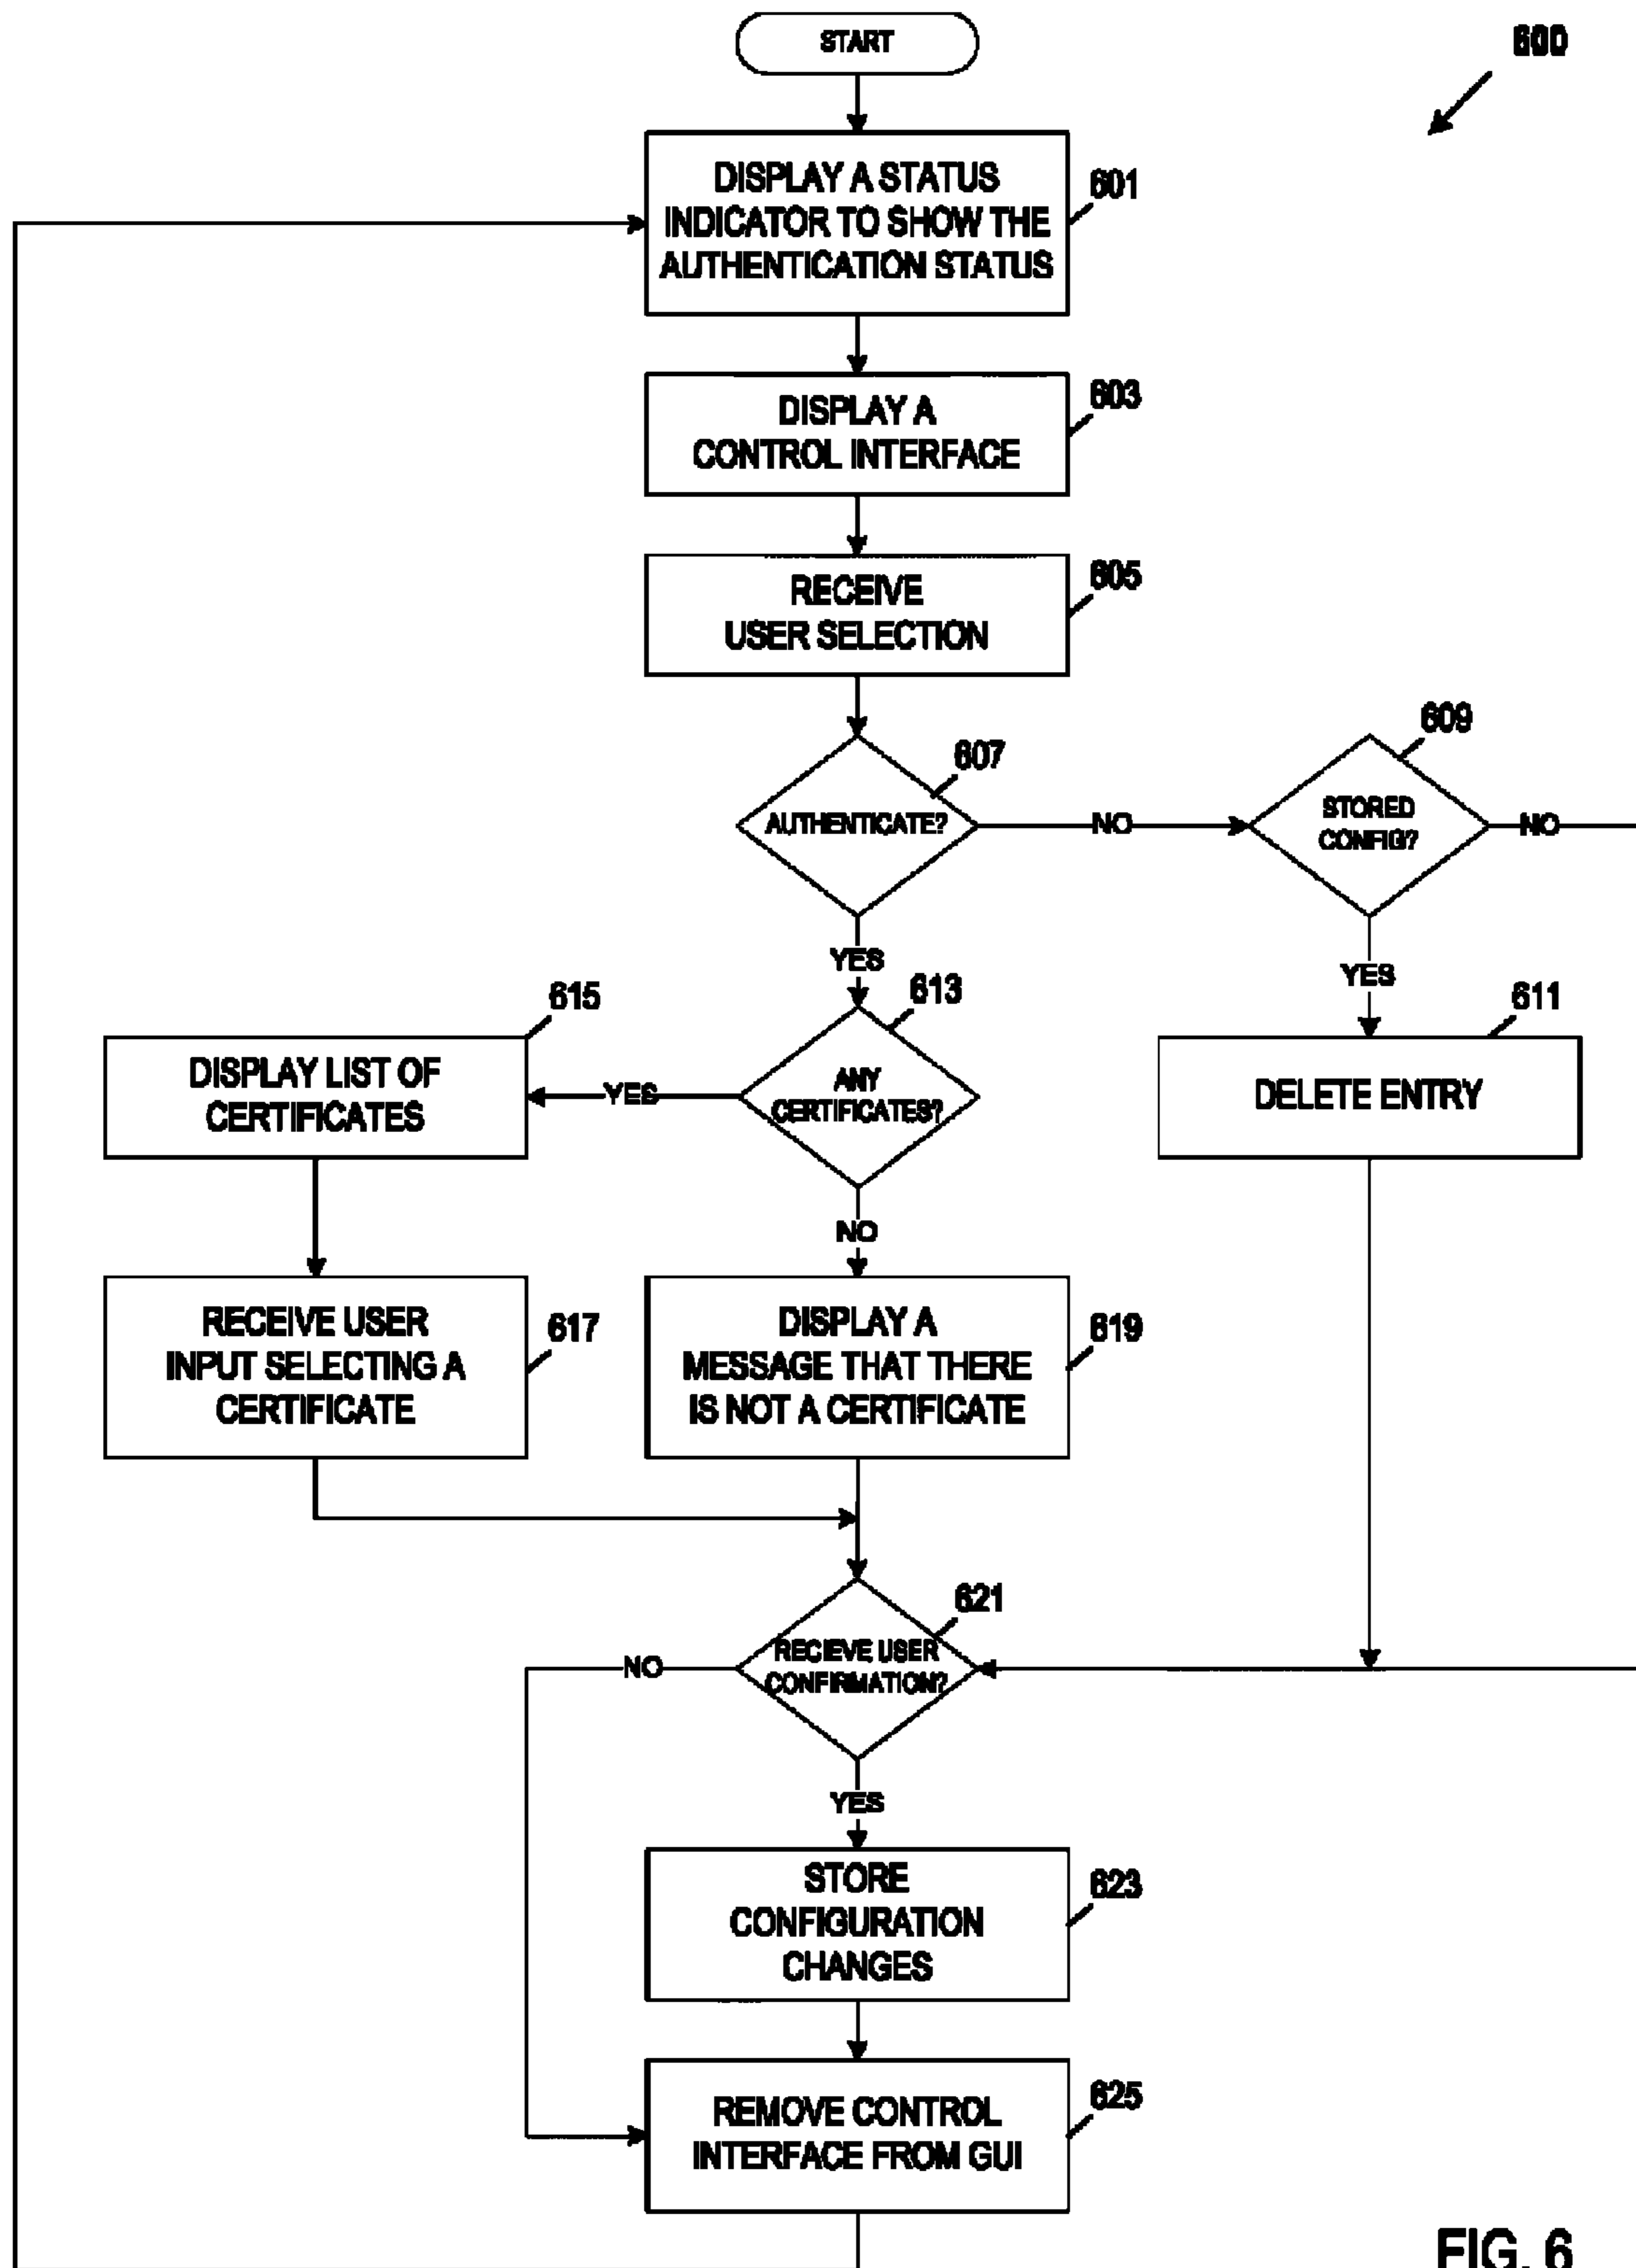 START
600
DISPLAY A STATUS
INDICATOR TO SHOW THE
AUTHENTICATION STATUS
601
DISPLAY A
CONTROL INTERFACE
603
RECEIVE
USER SELECTION
605
AUTHENTICATE?
607
NO
STORED
CONFIG?
609
NO
YES
YES
613
615
611
DISPLAY LIST OF
CERTIFICATES
YES
ANY
CERTIFICATES?
DELETE ENTRY
NO
RECEIVE USER
INPUT SELECTING A
CERTIFICATE
617
DISPLAY A
MESSAGE THAT THERE
IS NOT A CERTIFICATE
619
621
NO
RECIEVE USER
CONFIRMATION?
YES
STORE
CONFIGURATION
CHANGES
623
REMOVE CONTROL
INTERFACE FROM GUI
625
FIG. 6